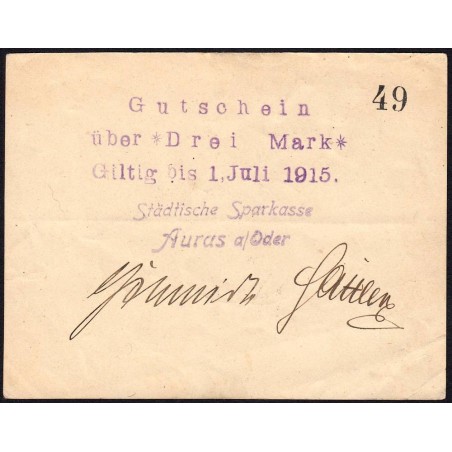 49
Gutschein
über *Drei Mark*
Giltig bis 1. Juli 1915.
Städtische Sparkasse
Auras a/Oder